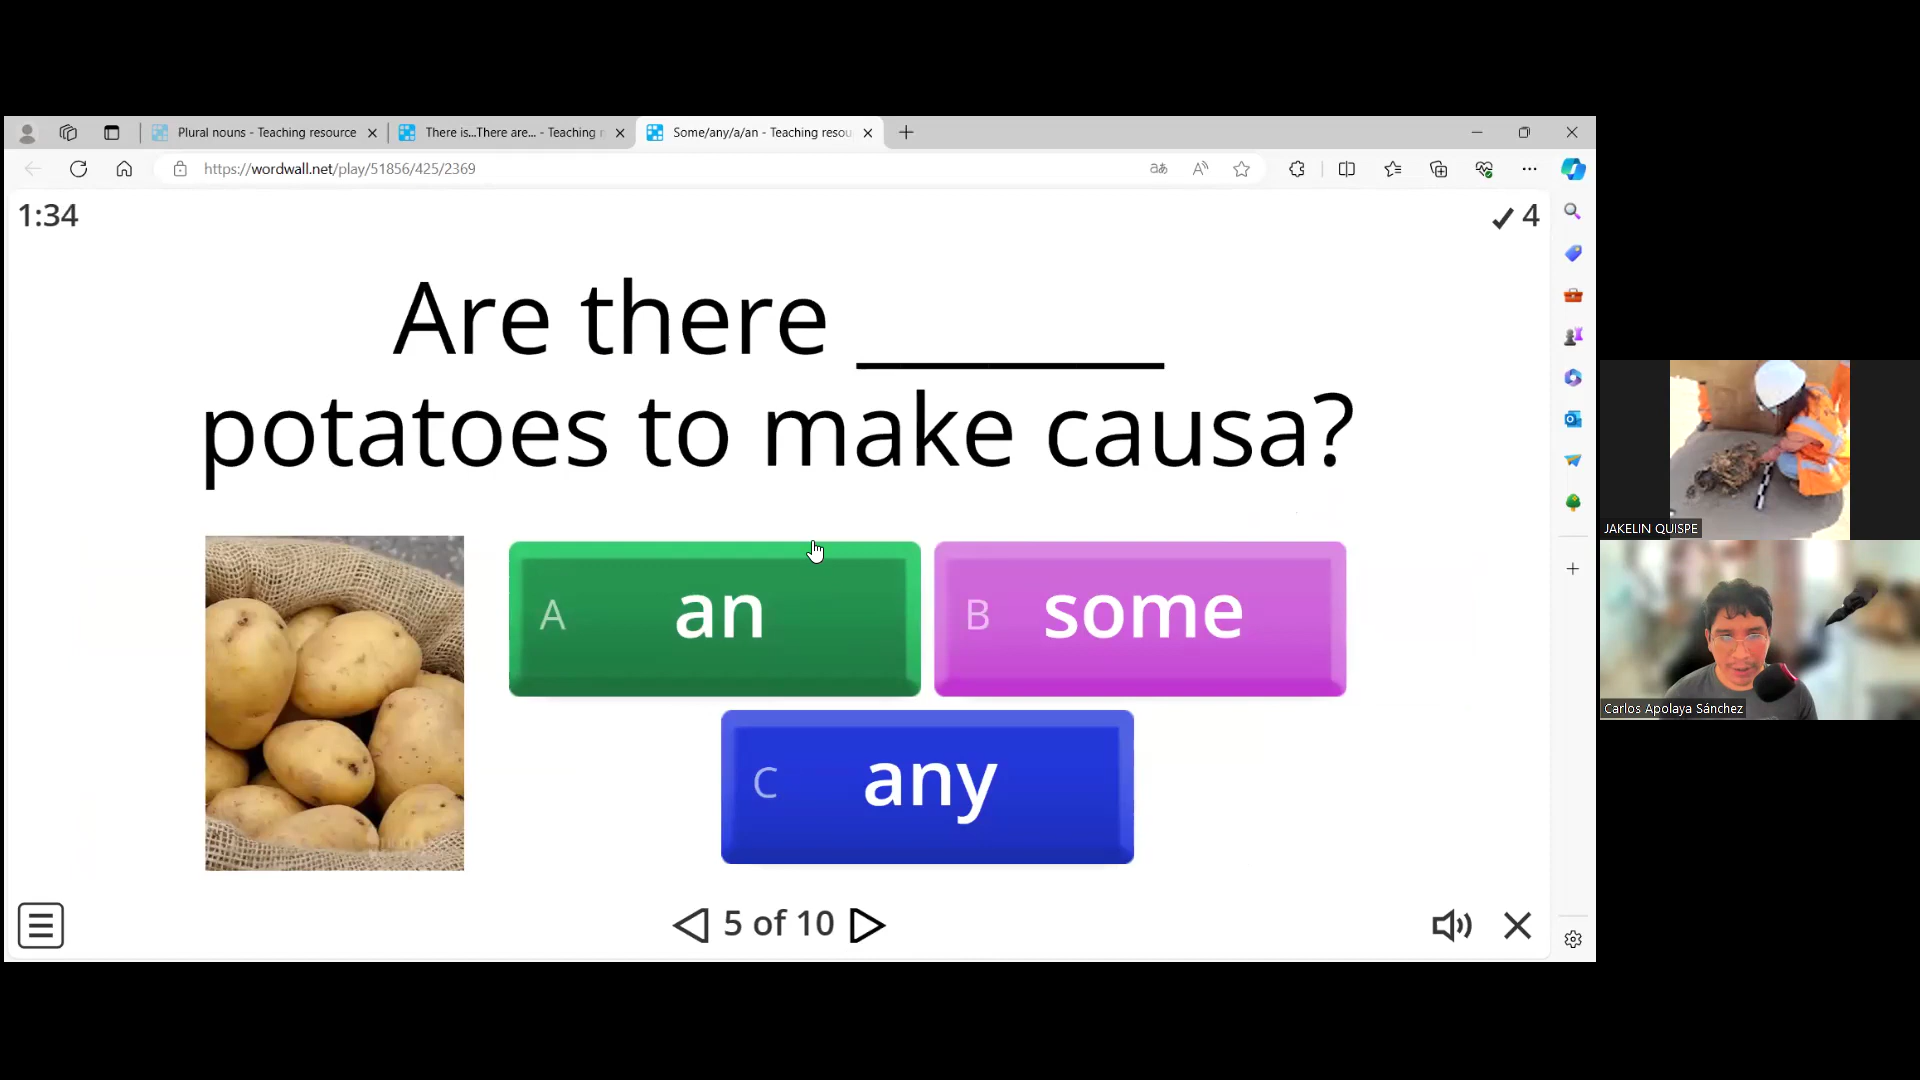 Plural nouns - Teaching resource
There is...There are... - Teaching r
Some/any/a/an - Teaching resou
https://wordwall.net/play/51856/425/2369
1:34
4
Are there ________
potatoes to make causa?
A an
B some
C any
5 of 10
JAKELIN QUISPE
Carlos Apolaya Sánchez